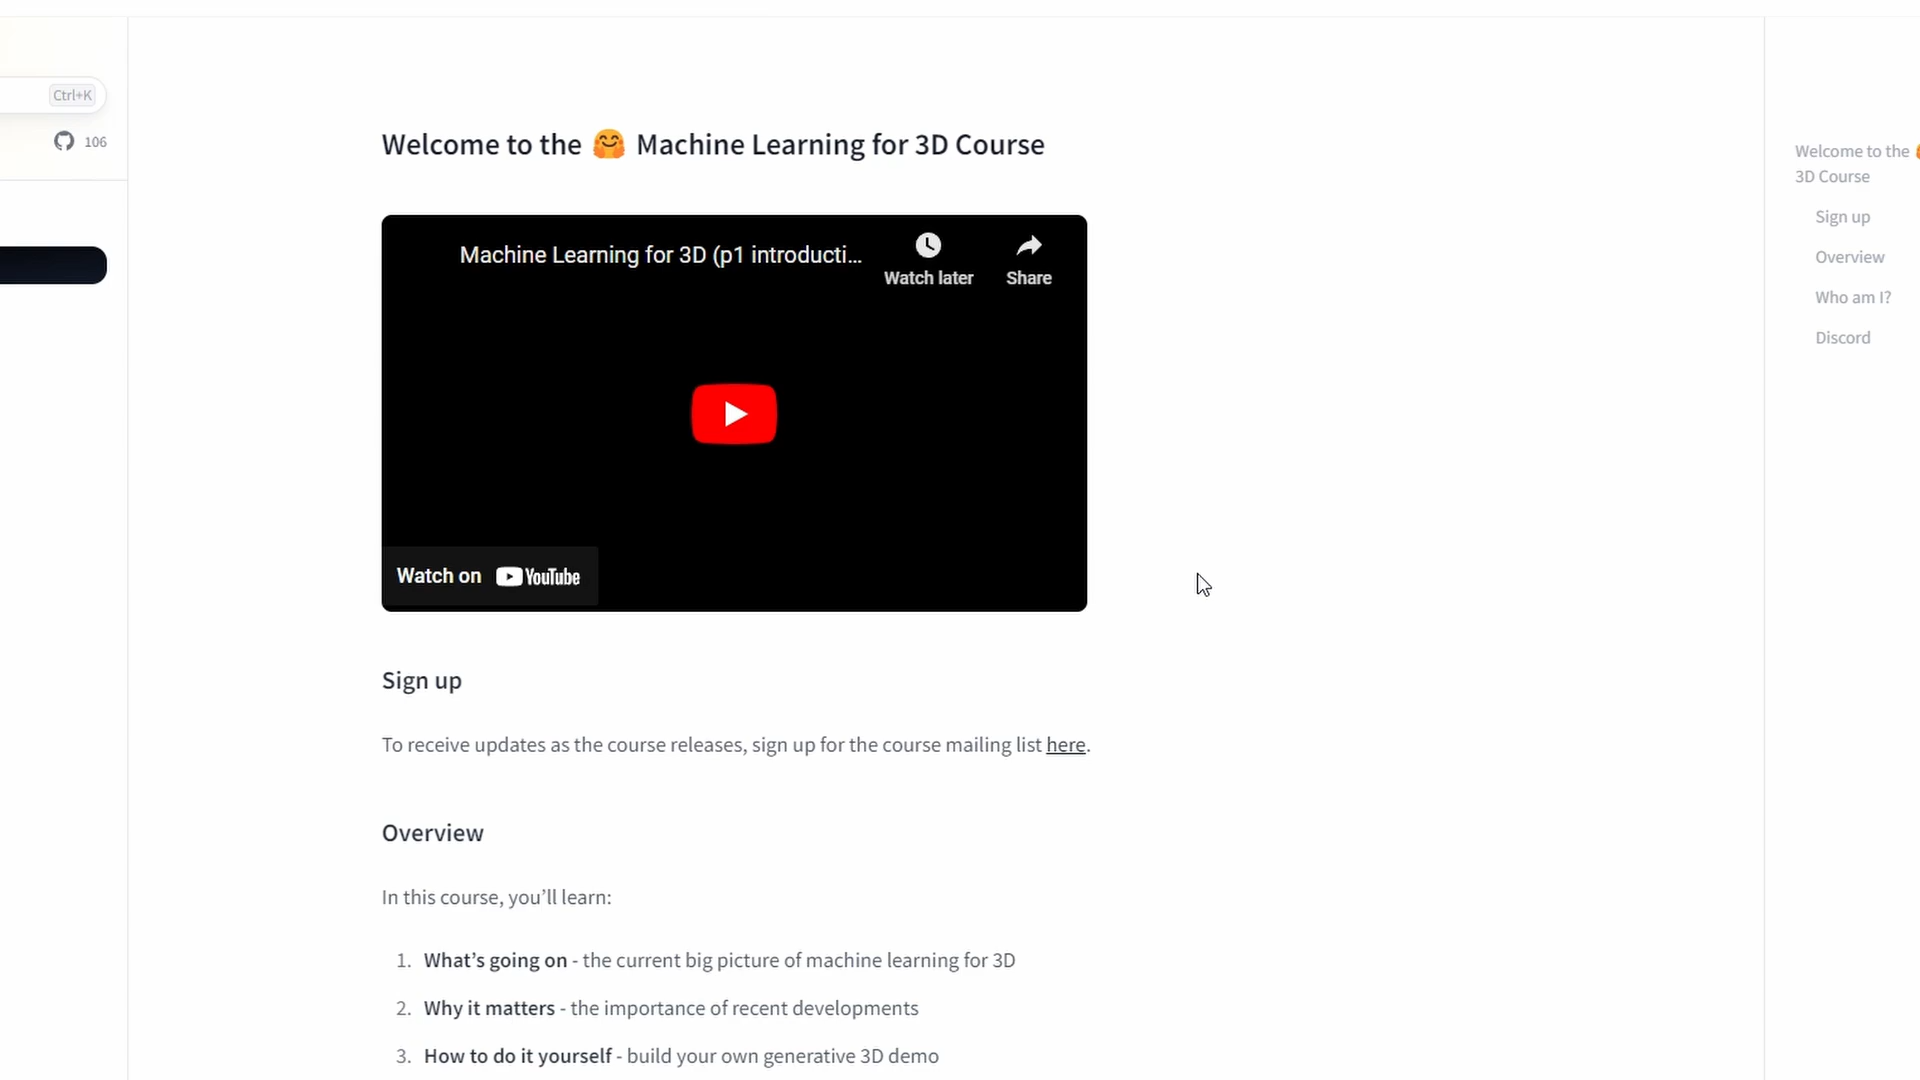 Ctrl+K
106
Welcome to the 🤗 Machine Learning for 3D Course
Machine Learning for 3D (p1 introducti...
Watch later
Share
Watch on YouTube
Sign up
To receive updates as the course releases, sign up for the course mailing list here.
Overview
In this course, you’ll learn:
1. What’s going on - the current big picture of machine learning for 3D
2. Why it matters - the importance of recent developments
3. How to do it yourself - build your own generative 3D demo
Welcome to the 🤗
3D Course
Sign up
Overview
Who am I?
Discord